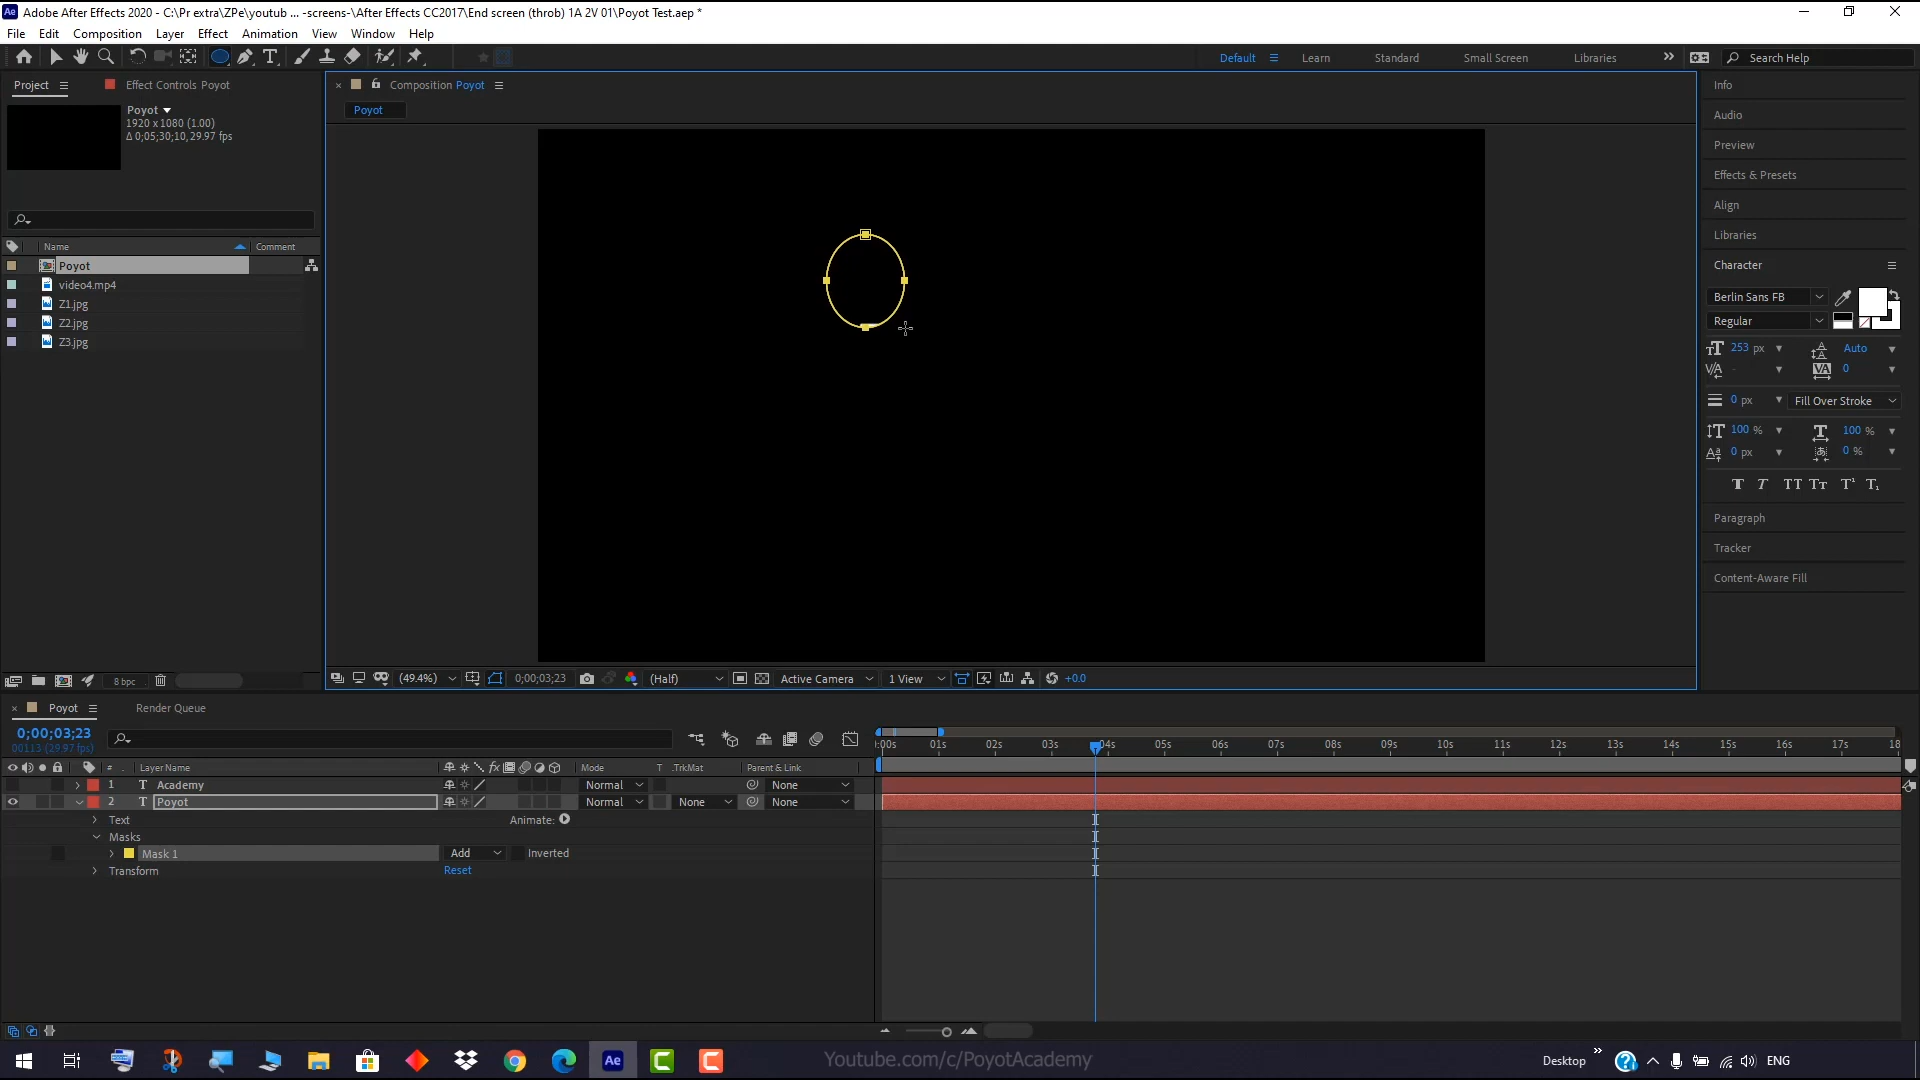 Adobe After Effects 2020 - C:\Pr extra\ZPe\youtub ... -screens-\After Effects CC2017\End screen (throb) 1A 2V 01\Poyot Test.aep *
File Edit Composition Layer Effect Animation View Window Help
Default Learn Standard Small Screen Libraries Search Help
Project Effect Controls Poyot
Composition Poyot
Poyot
Poyot
1920 x 1080 (1.00)
Δ 0;05;30;10, 29.97 fps
Name Comment
Poyot
video4.mp4
Z1.jpg
Z2.jpg
Z3.jpg
8 bpc
(49.4%) 0;00;03;23 (Half) Active Camera 1 View +0.0
Info
Audio
Preview
Effects & Presets
Align
Libraries
Character
Berlin Sans FB
Regular
253 px Auto
- 0
0 px Fill Over Stroke
100 % 100 %
0 px 0 %
Paragraph
Tracker
Content-Aware Fill
Poyot Render Queue
0;00;03;23
00113 (29.97 fps)
:00s 01s 02s 03s 04s 05s 06s 07s 08s 09s 10s 11s 12s 13s 14s 15s 16s 17s 18
# Layer Name Mode T .TrkMat Parent & Link
1 T Academy Normal None
2 T Poyot Normal None None
Text Animate:
Masks
Mask 1 Add Inverted
Transform Reset
Youtube.com/c/PoyotAcademy
Desktop ENG